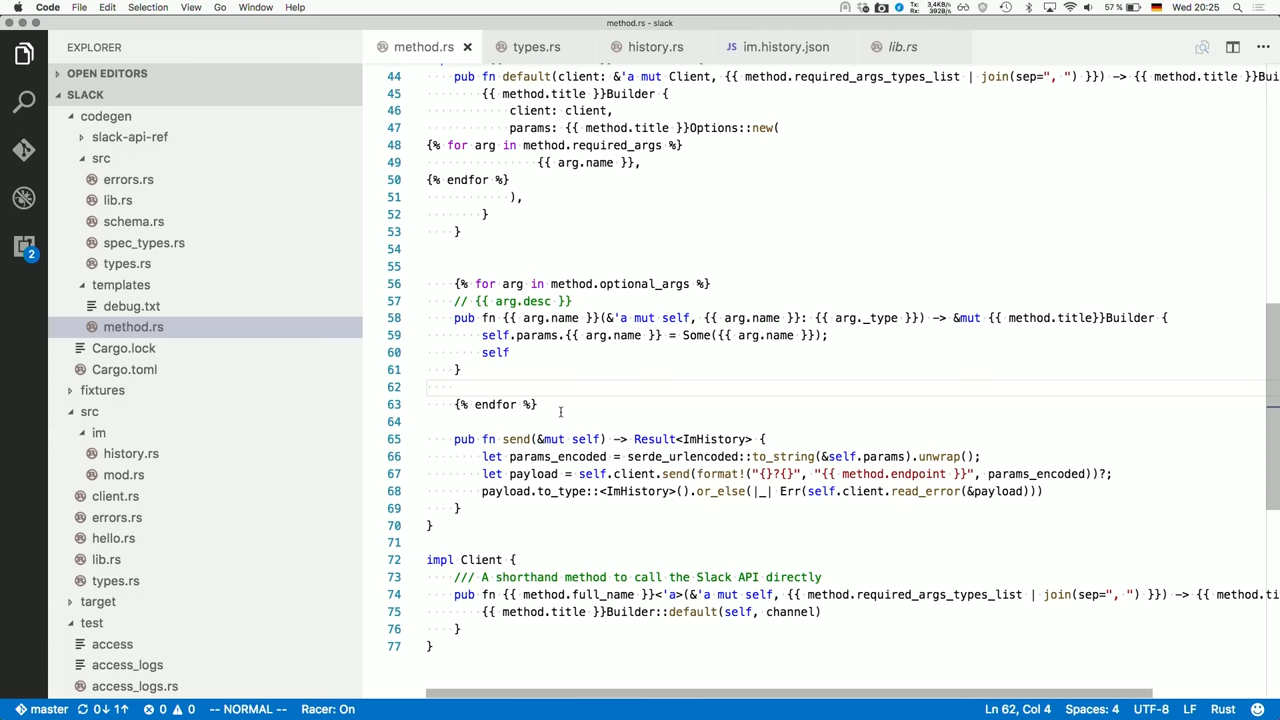 Code File Edit Selection View Go Window Help
Tx: 3,4KB/s
Rx: 392B/s
57 % Wed 20:25
method.rs - slack
EXPLORER
OPEN EDITORS
SLACK
codegen
slack-api-ref
src
errors.rs
lib.rs
schema.rs
spec_types.rs
types.rs
templates
debug.txt
method.rs
Cargo.lock
Cargo.toml
fixtures
src
im
history.rs
mod.rs
client.rs
errors.rs
hello.rs
lib.rs
types.rs
target
test
access
access_logs
access_logs.rs
2
method.rs types.rs history.rs JS im.history.json lib.rs
44 pub fn default(client: &'a mut Client, {{ method.required_args_types_list | join(sep=", ") }}) -> {{ method.title }}Bui
45 {{ method.title }}Builder {
46 client: client,
47 params: {{ method.title }}Options::new(
48 {% for arg in method.required_args %}
49 {{ arg.name }},
50 {% endfor %}
51 ),
52 }
53 }
54
55
56 {% for arg in method.optional_args %}
57 // {{ arg.desc }}
58 pub fn {{ arg.name }}(&'a mut self, {{ arg.name }}: {{ arg._type }}) -> &mut {{ method.title}}Builder {
59 self.params.{{ arg.name }} = Some({{ arg.name }});
60 self
61 }
62
63 {% endfor %}
64
65 pub fn send(&mut self) -> Result<ImHistory> {
66 let params_encoded = serde_urlencoded::to_string(&self.params).unwrap();
67 let payload = self.client.send(format!("{}?{}", "{{ method.endpoint }}", params_encoded))?;
68 payload.to_type::<ImHistory>().or_else(|_| Err(self.client.read_error(&payload)))
69 }
70 }
71
72 impl Client {
73 /// A shorthand method to call the Slack API directly
74 pub fn {{ method.full_name }}<'a>(&'a mut self, {{ method.required_args_types_list | join(sep=", ") }}) -> {{ method.ti
75 {{ method.title }}Builder::default(self, channel)
76 }
77 }
master 0↓ 1↑ 0 0 -- NORMAL -- Racer: On Ln 62, Col 4 Spaces: 4 UTF-8 LF Rust